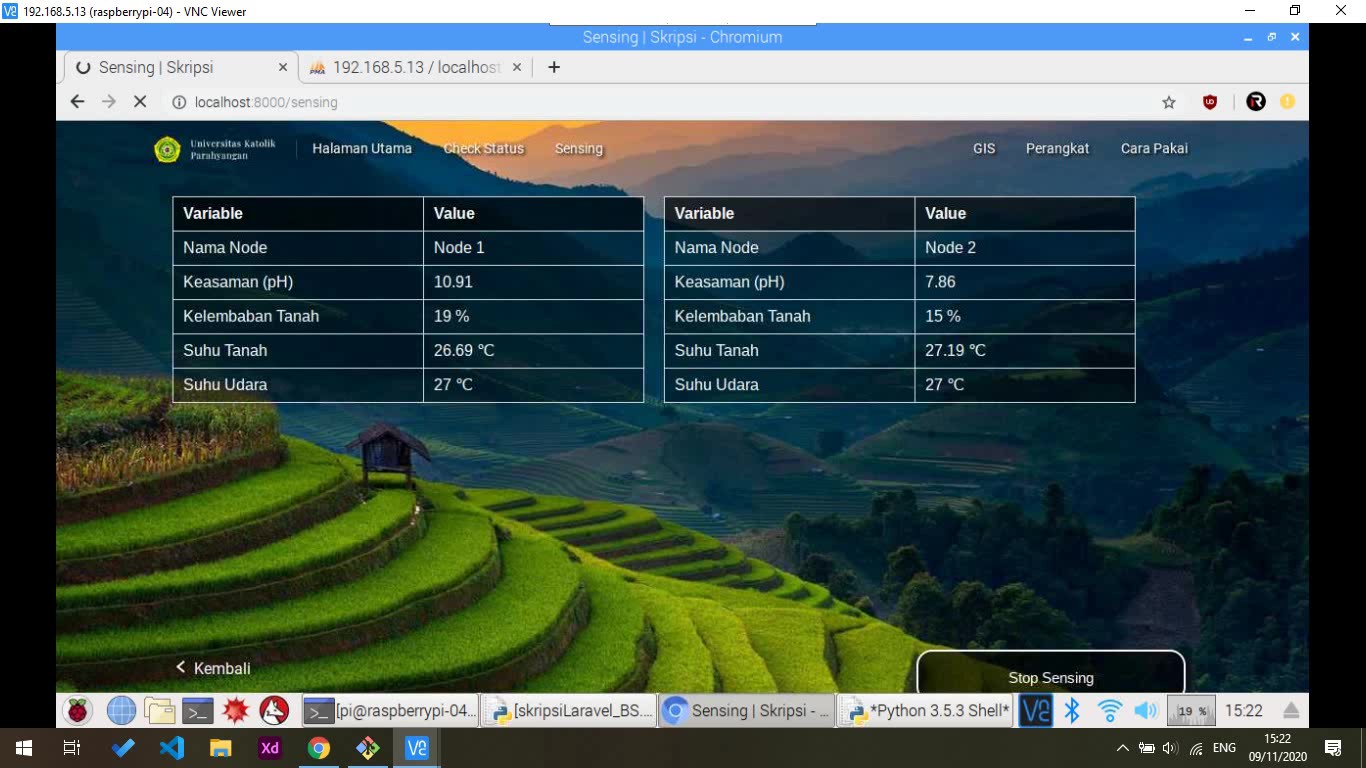 192.168.5.13 (raspberrypi-04) - VNC Viewer
Sensing | Skripsi - Chromium
Sensing | Skripsi
192.168.5.13 / localhost
localhost:8000/sensing
Universitas Katolik
Parahyangan
Halaman Utama Check Status Sensing GIS Perangkat Cara Pakai
Variable Value
Nama Node Node 1
Keasaman (pH) 10.91
Kelembaban Tanah 19 %
Suhu Tanah 26.69 ℃
Suhu Udara 27 ℃
Variable Value
Nama Node Node 2
Keasaman (pH) 7.86
Kelembaban Tanah 15 %
Suhu Tanah 27.19 ℃
Suhu Udara 27 ℃
< Kembali
Stop Sensing
[pi@raspberrypi-04... [skripsiLaravel_BS.... Sensing | Skripsi - ... *Python 3.5.3 Shell* 19 % 15:22
Xd ENG 15:22
09/11/2020